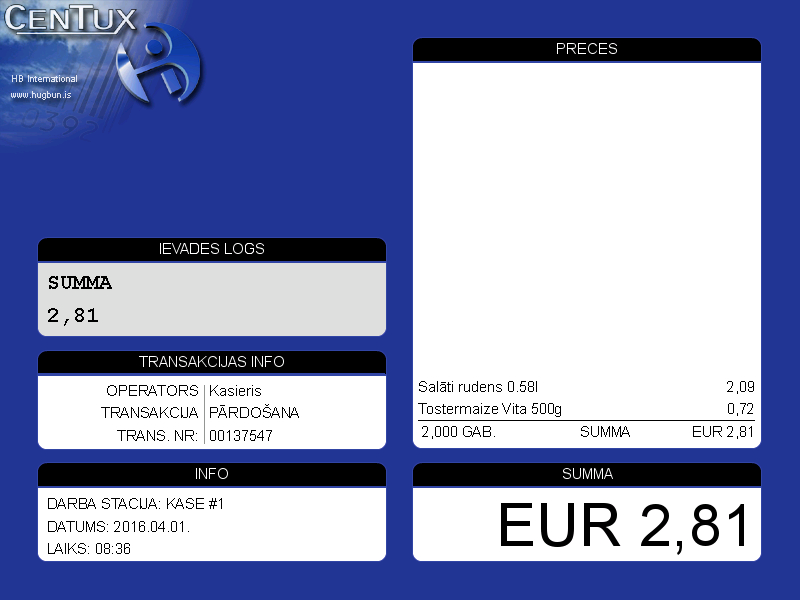 CENTUX
HB International
www.hugbun.is
IEVADES LOGS
SUMMA
2,81
TRANSAKCIJAS INFO
OPERATORS Kasieris
TRANSAKCIJA PĀRDOŠANA
TRANS. NR: 00137547
INFO
DARBA STACIJA: KASE #1
DATUMS: 2016.04.01.
LAIKS: 08:36
PRECES
Salāti rudens 0.58l 2,09
Tostermaize Vita 500g 0,72
2,000 GAB. SUMMA EUR 2,81
SUMMA
EUR 2,81